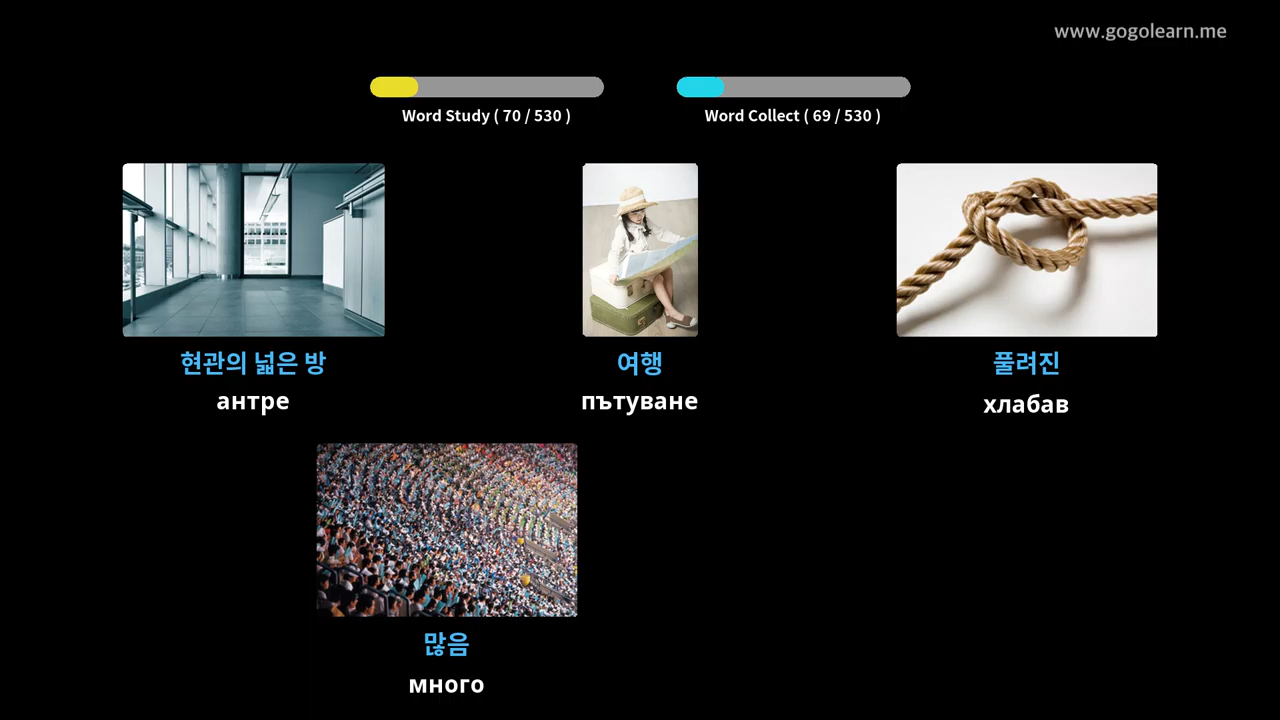 www.gogolearn.me
Word Study ( 70 / 530 )
Word Collect ( 69 / 530 )
현관의 넓은 방
антре
여행
пътуване
풀려진
хлабав
많음
много